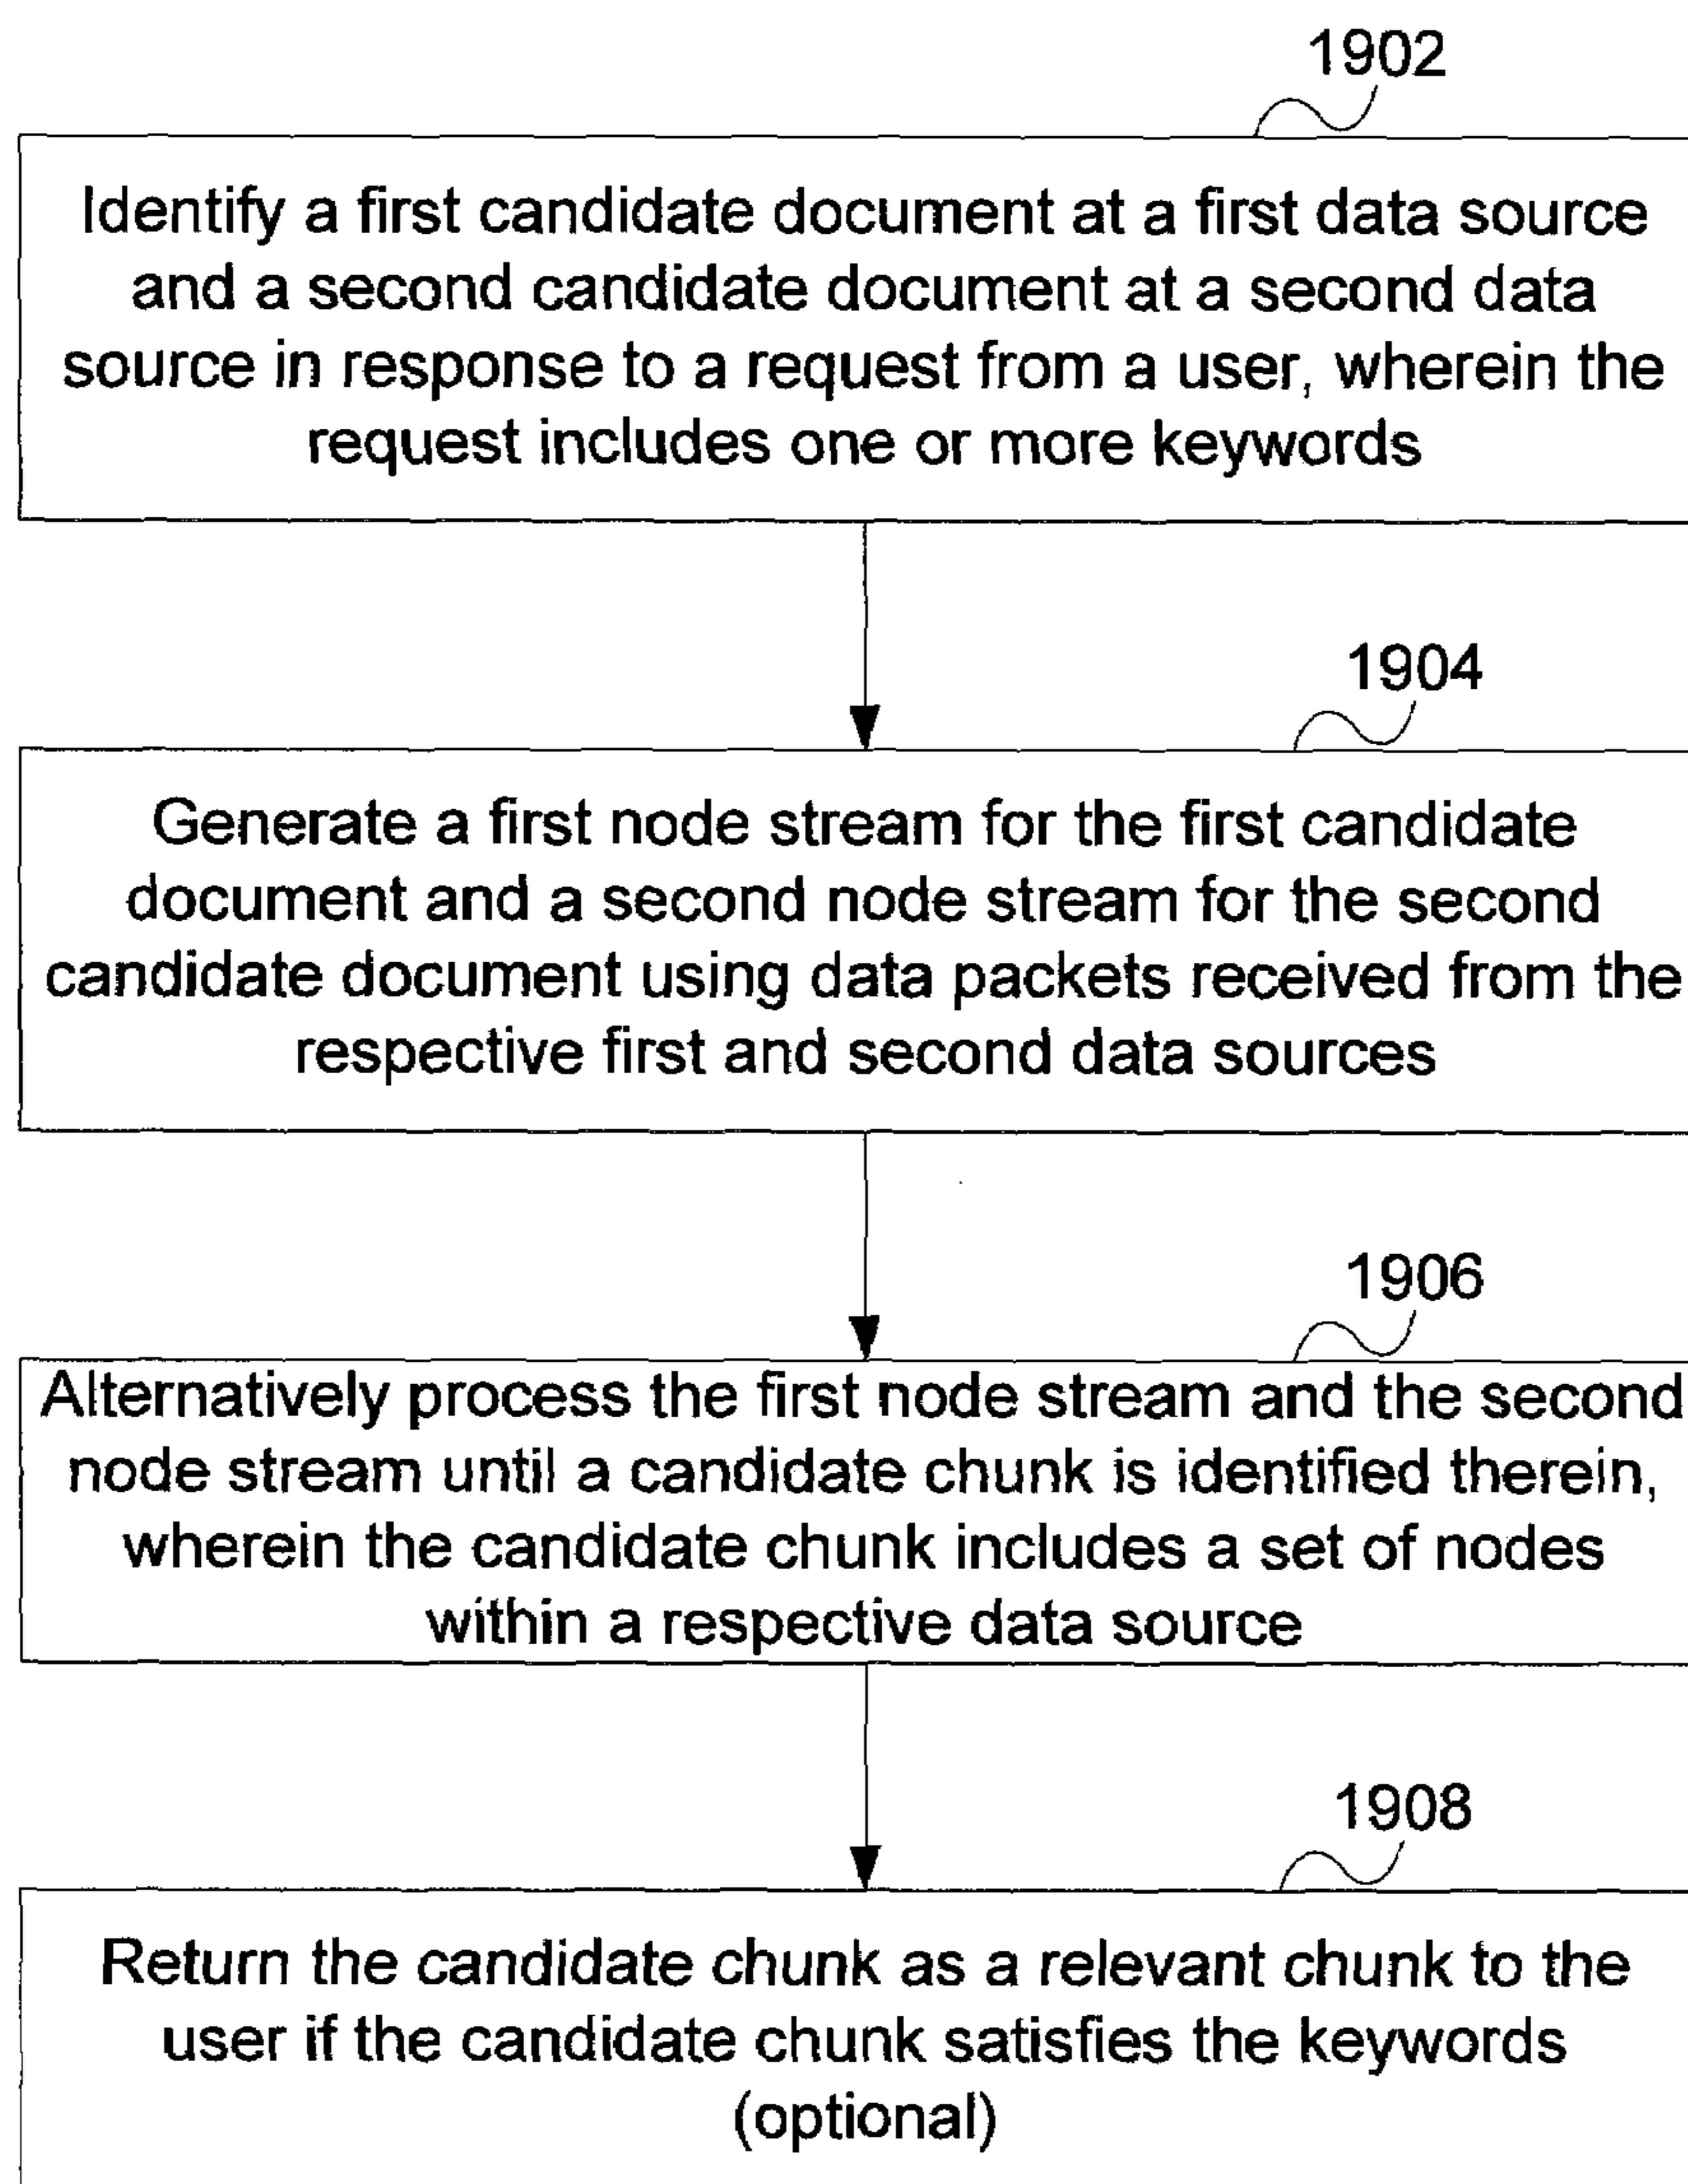 1902
Identify a first candidate document at a first data source
and a second candidate document at a second data
source in response to a request from a user, wherein the
request includes one or more keywords
1904
Generate a first node stream for the first candidate
document and a second node stream for the second
candidate document using data packets received from the
respective first and second data sources
1906
Alternatively process the first node stream and the second
node stream until a candidate chunk is identified therein,
wherein the candidate chunk includes a set of nodes
within a respective data source
1908
Return the candidate chunk as a relevant chunk to the
user if the candidate chunk satisfies the keywords
(optional)